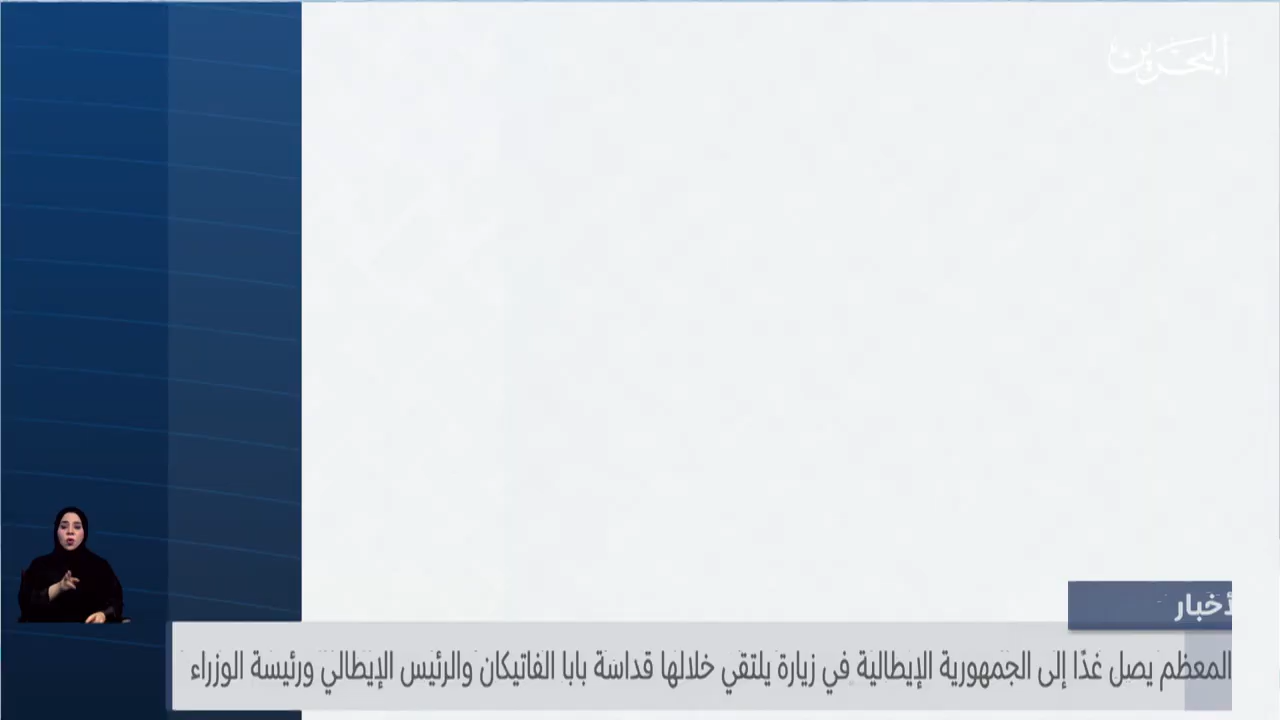 البحرين
أخبار
المعظم يصل غدًا إلى الجمهورية الإيطالية في زيارة يلتقي خلالها قداسة بابا الفاتيكان والرئيس الإيطالي ورئيسة الوزراء